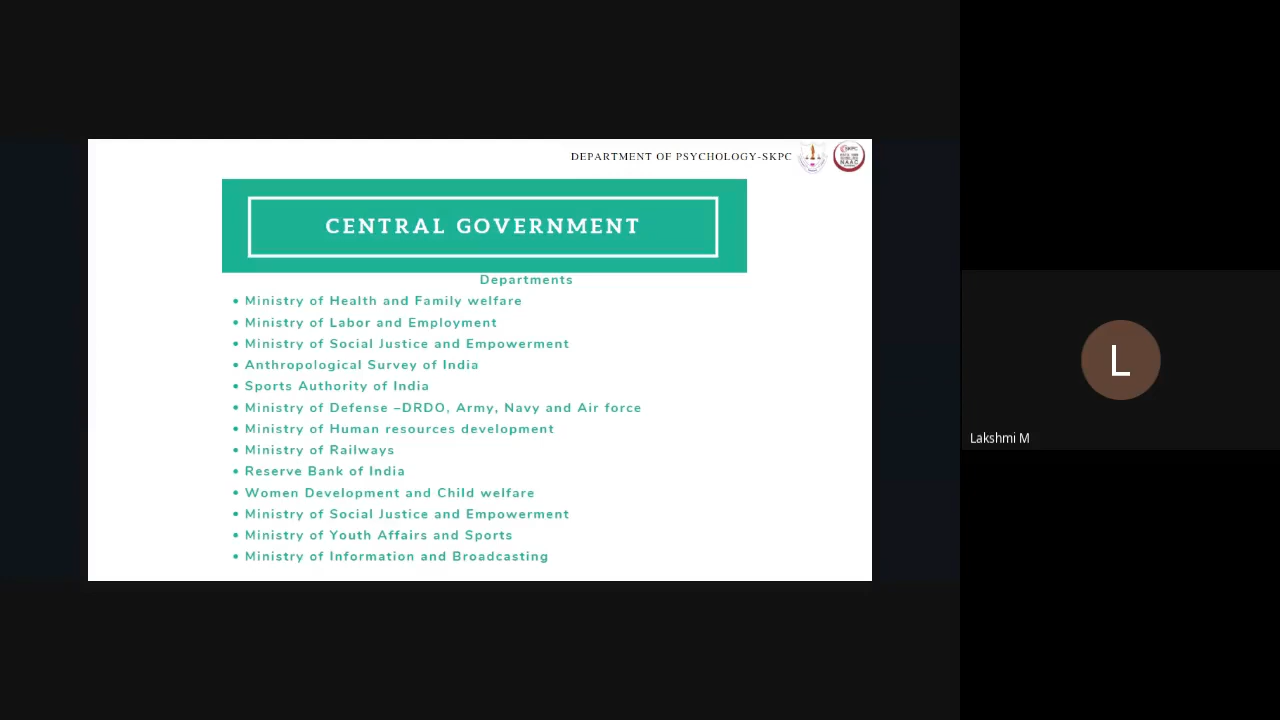 DEPARTMENT OF PSYCHOLOGY-SKPC
SKPC
NAAC
CENTRAL GOVERNMENT
Departments
• Ministry of Health and Family welfare
• Ministry of Labor and Employment
• Ministry of Social Justice and Empowerment
• Anthropological Survey of India
• Sports Authority of India
• Ministry of Defense –DRDO, Army, Navy and Air force
• Ministry of Human resources development
• Ministry of Railways
• Reserve Bank of India
• Women Development and Child welfare
• Ministry of Social Justice and Empowerment
• Ministry of Youth Affairs and Sports
• Ministry of Information and Broadcasting
L
Lakshmi M